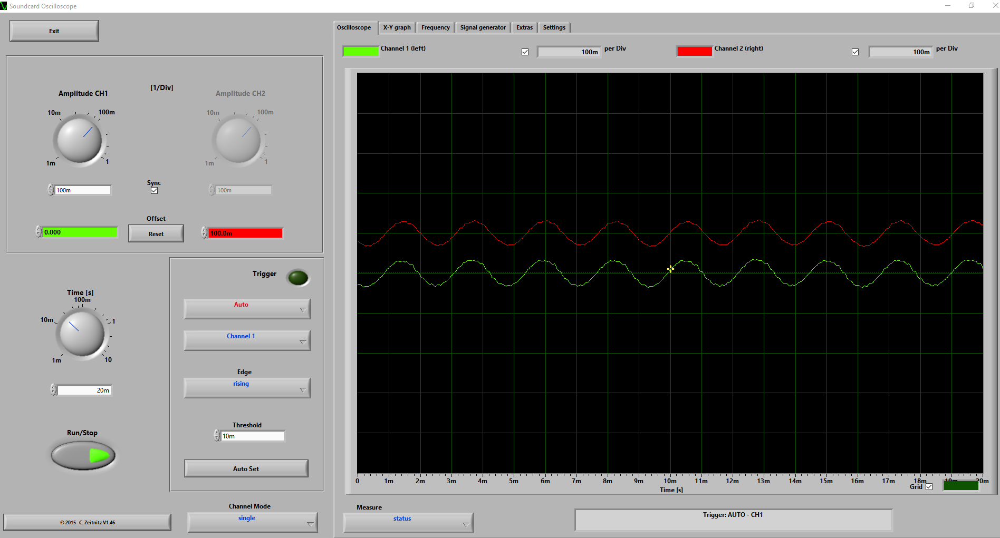 Soundcard Oscilloscope
Exit
Amplitude CH1
[1/Div]
Amplitude CH2
10m
100m
1m
1
10m
100m
1m
1
100m
Sync
100m
Offset
0.000
Reset
100.0m
Time [s]
100m
10m
1
1m
10
20m
Run/Stop
Trigger
Auto
Channel 1
Edge
rising
Threshold
10m
Auto Set
Channel Mode
single
© 2015 C. Zeitnitz V1.46
Oscilloscope X-Y graph Frequency Signal generator Extras Settings
Channel 1 (left) 100m per Div Channel 2 (right) 100m per Div
0 1m 2m 3m 4m 5m 6m 7m 8m 9m 10m 11m 12m 13m 14m 15m 16m 17m 18m 19m 20m
Time [s]
Grid
Measure
status
Trigger: AUTO - CH1